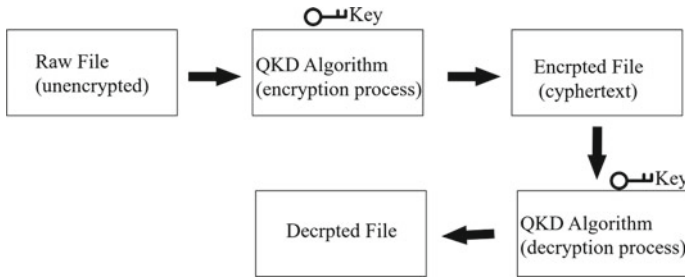 Key
Raw File
(unencrypted)
QKD Algorithm
(encryption process)
Encrpted File
(cyphertext)
Key
QKD Algorithm
(decryption process)
Decrpted File